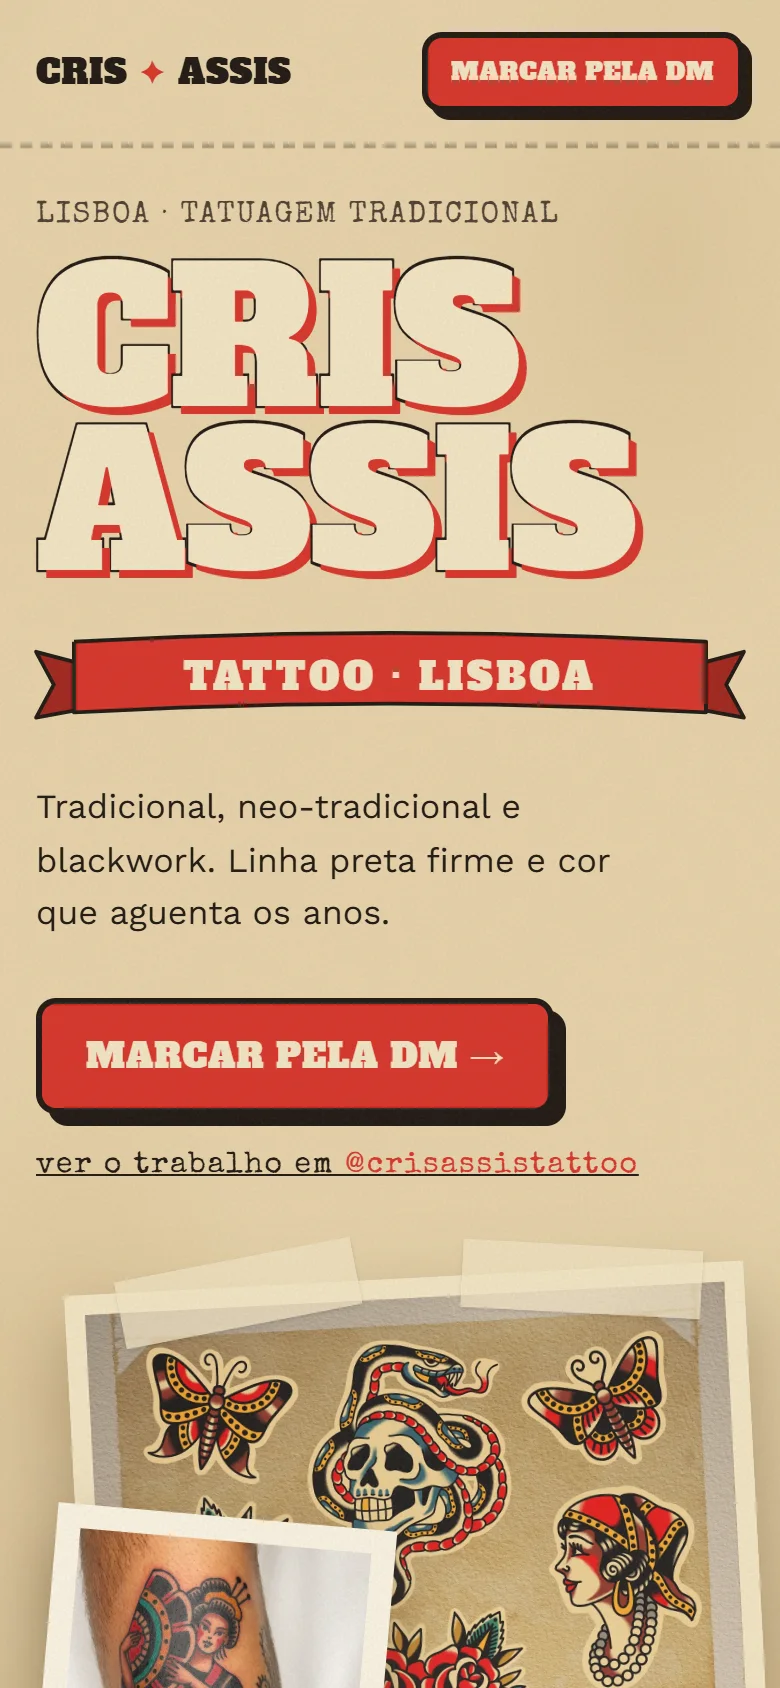 CRIS ✦ ASSIS
MARCAR PELA DM
LISBOA · TATUAGEM TRADICIONAL
CRIS
ASSIS
TATTOO · LISBOA
Tradicional, neo-tradicional e
blackwork. Linha preta firme e cor
que aguenta os anos.
MARCAR PELA DM →
ver o trabalho em @crisassistattoo